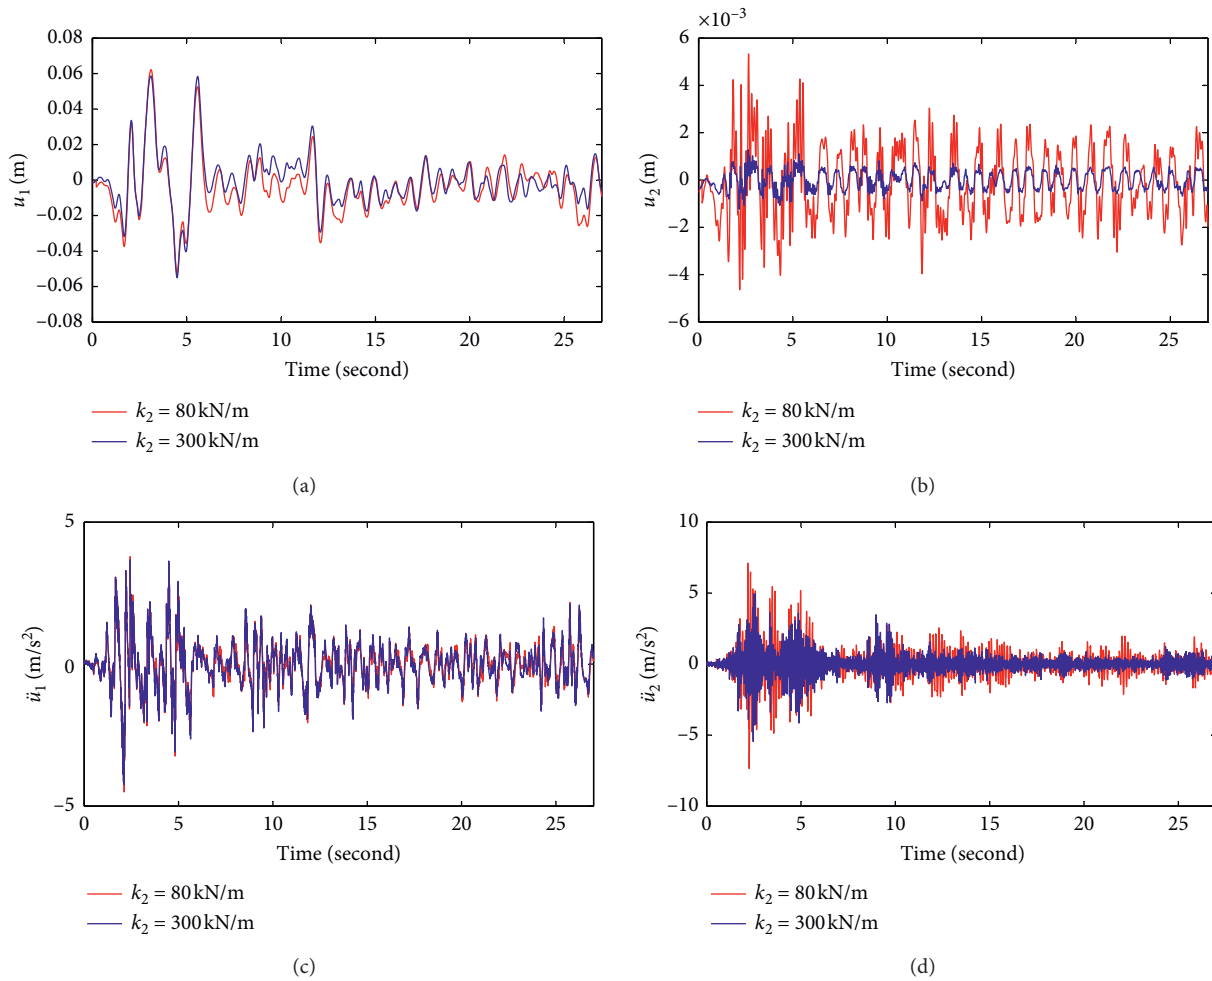 0.08
0.06
0.04
0.02
0
–0.02
–0.04
–0.06
–0.08
u₁ (m)
0 5 10 15 20 25
Time (second)
k₂ = 80 kN/m
k₂ = 300 kN/m
(a)
×10⁻³
6
4
2
0
–2
–4
–6
u₂ (m)
0 5 10 15 20 25
Time (second)
k₂ = 80 kN/m
k₂ = 300 kN/m
(b)
5
0
–5
ü₁ (m/s²)
0 5 10 15 20 25
Time (second)
k₂ = 80 kN/m
k₂ = 300 kN/m
(c)
10
5
0
–5
–10
ü₂ (m/s²)
0 5 10 15 20 25
Time (second)
k₂ = 80 kN/m
k₂ = 300 kN/m
(d)